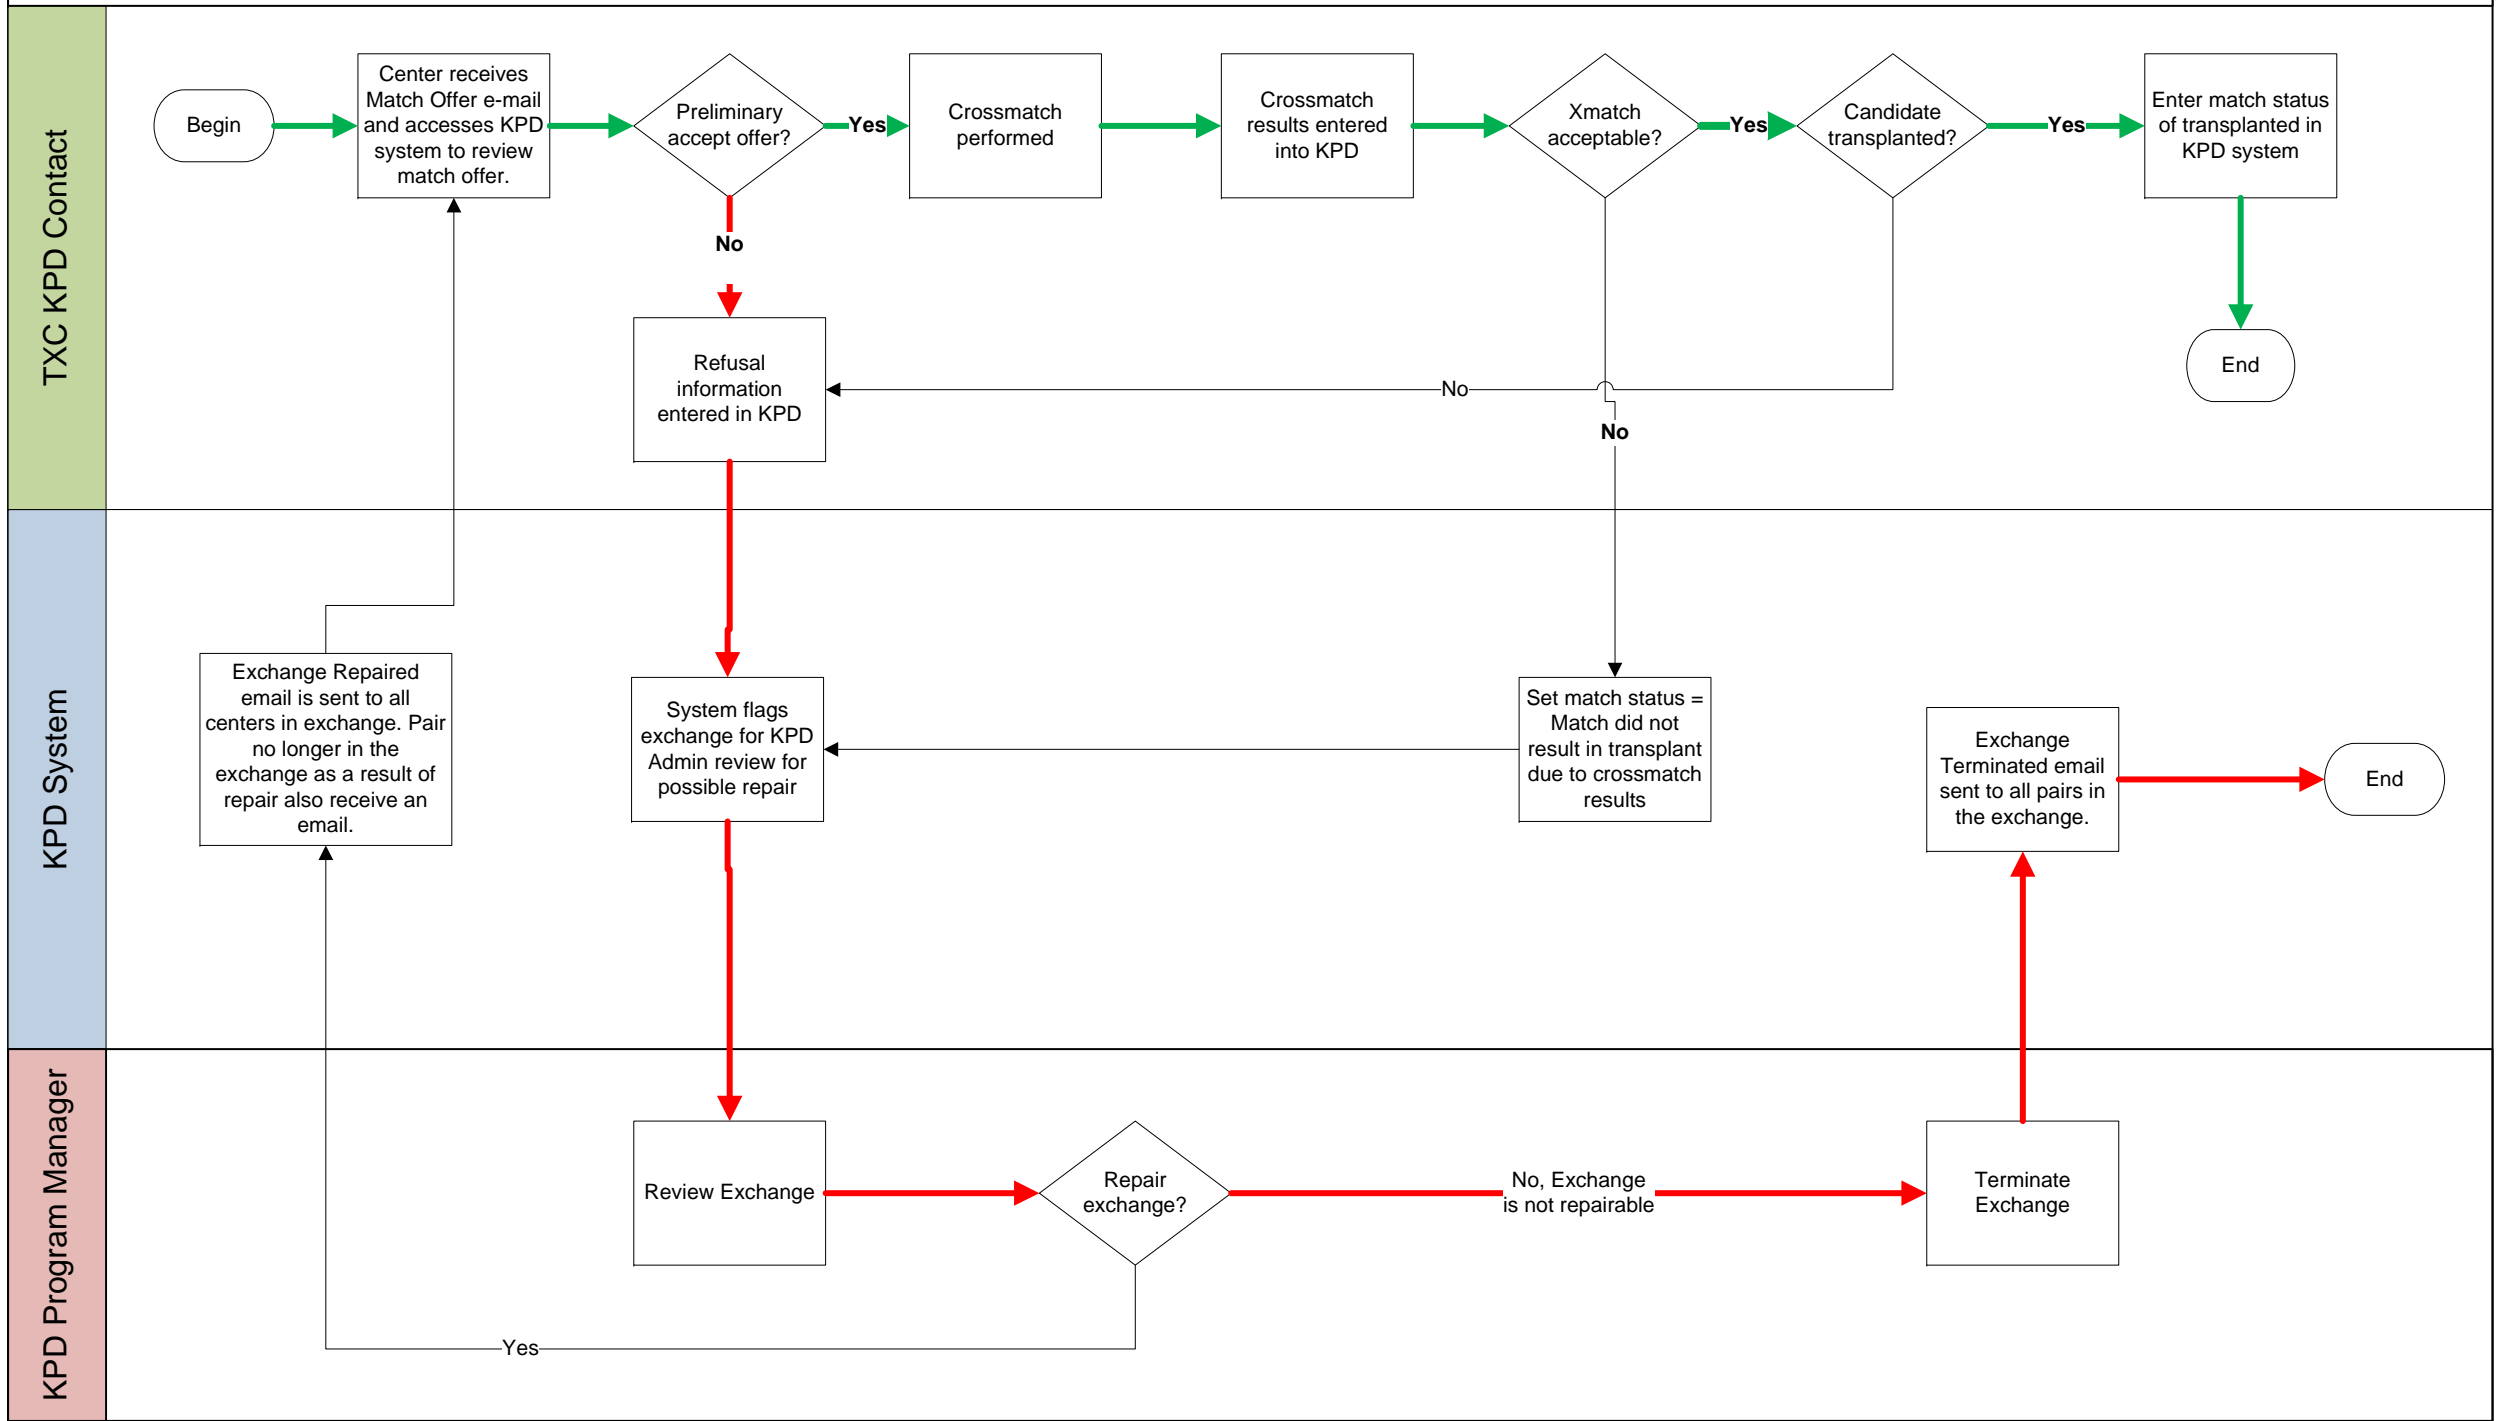 TXC KPD Contact
Begin
Center receives
Match Offer e-mail
and accesses KPD
system to review
match offer.
Preliminary
accept offer?
Yes
Crossmatch
performed
Crossmatch
results entered
into KPD
Xmatch
acceptable?
Yes
Candidate
transplanted?
Yes
Enter match status
of transplanted in
KPD system
No
Refusal
information
entered in KPD
No
No
End
KPD System
Exchange Repaired
email is sent to all
centers in exchange. Pair
no longer in the
exchange as a result of
repair also receive an
email.
System flags
exchange for KPD
Admin review for
possible repair
Set match status =
Match did not
result in transplant
due to crossmatch
results
Exchange
Terminated email
sent to all pairs in
the exchange.
End
KPD Program Manager
Review Exchange
Repair
exchange?
No, Exchange
is not repairable
Terminate
Exchange
Yes